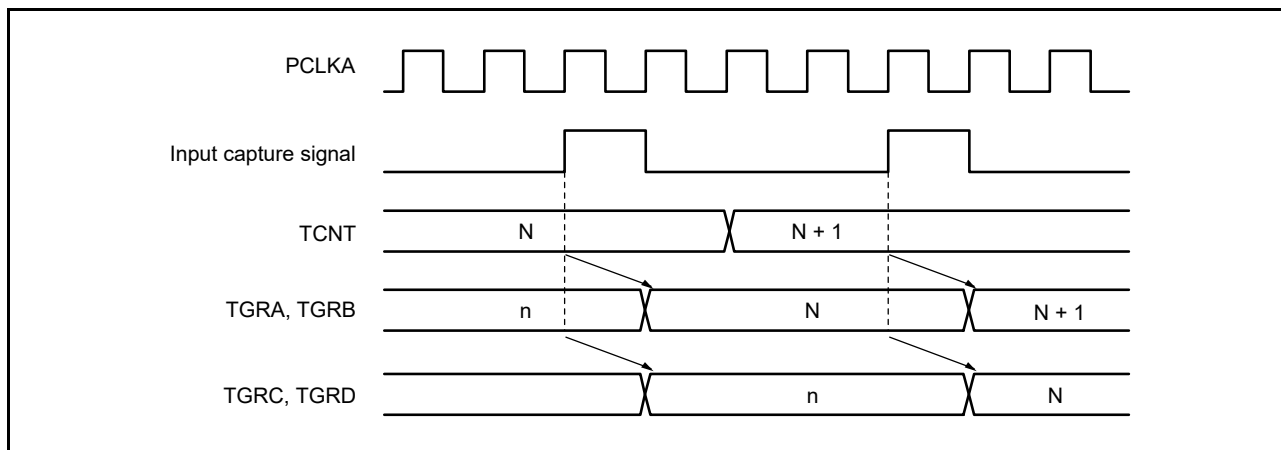 PCLKA
Input capture signal
TCNT
N
N + 1
TGRA, TGRB
n
N
N + 1
TGRC, TGRD
n
N